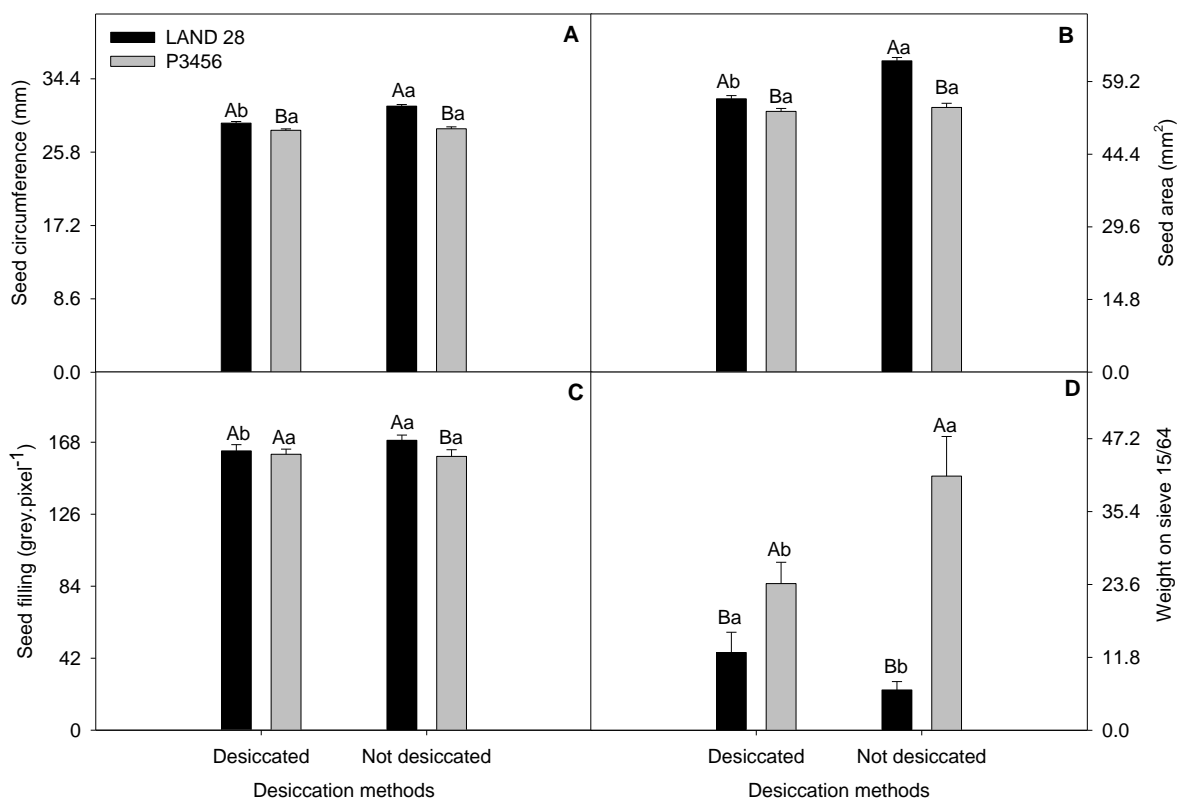 LAND 28
P3456
A
Seed circumference (mm)
34.4
25.8
17.2
8.6
0.0
Ab
Ba
Aa
Ba
B
Ab
Ba
Aa
Ba
59.2
44.4
29.6
14.8
0.0
Seed area (mm²)
C
Seed filling (grey.pixel⁻¹)
168
126
84
42
0
Ab
Aa
Aa
Ba
Desiccated
Not desiccated
Desiccation methods
D
Ba
Ab
Bb
Aa
47.2
35.4
23.6
11.8
0.0
Weight on sieve 15/64
Desiccated
Not desiccated
Desiccation methods